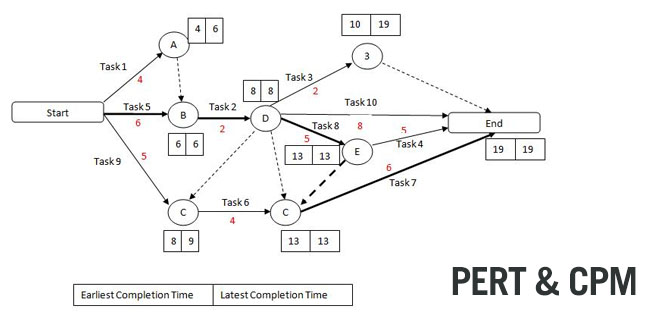 10 19
4 6
A
3
Task 1
4
Task 3
2
8 8
Start
Task 5
6
B
Task 2
2
D
Task 10
8
End
6 6
Task 8
5
13 13
E
5
Task 4
19 19
Task 9
5
6
Task 7
C
Task 6
4
C
8 9
13 13
Earliest Completion Time Latest Completion Time
PERT & CPM